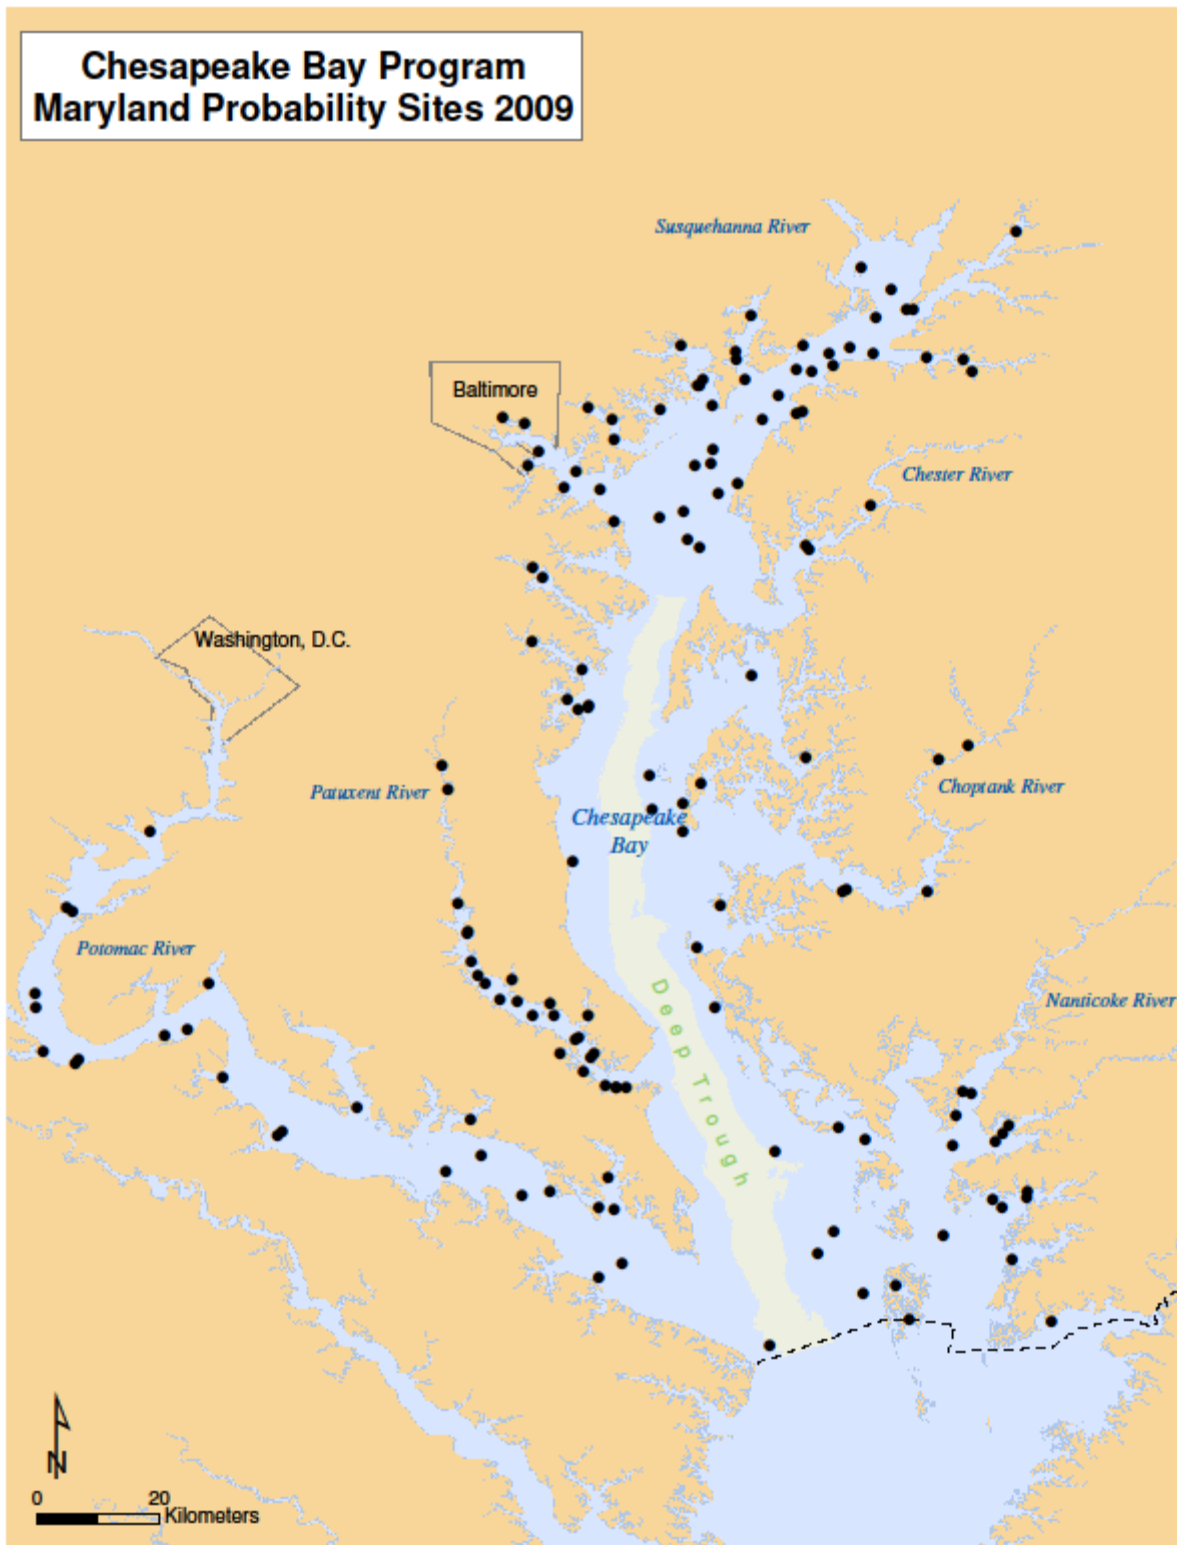 Chesapeake Bay Program
Maryland Probability Sites 2009
Susquehanna River
Baltimore
Chester River
Washington, D.C.
Patuxent River
Choptank River
Chesapeake
Bay
Potomac River
Deep Trough
Nanticoke River
N
0 20
Kilometers